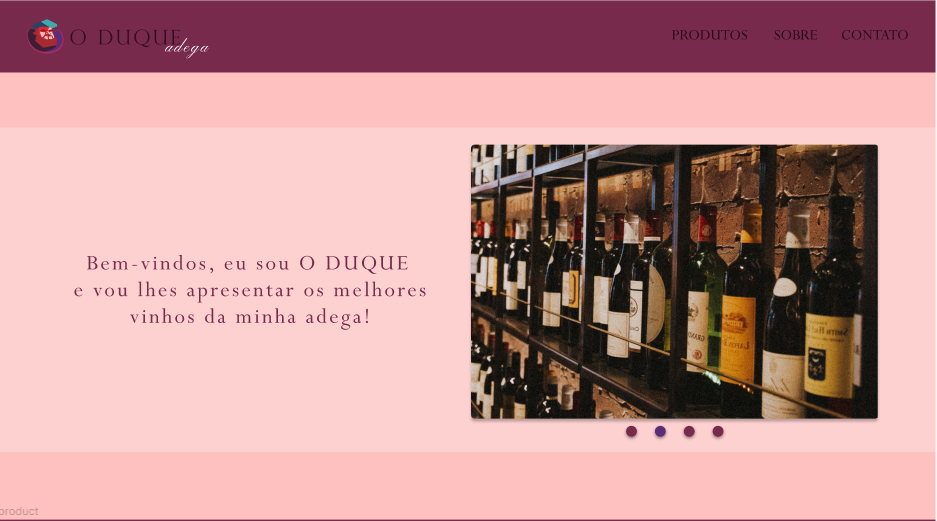 O DUQUE
adega
PRODUTOS SOBRE CONTATO
Bem-vindos, eu sou O DUQUE
e vou lhes apresentar os melhores
vinhos da minha adega!
product